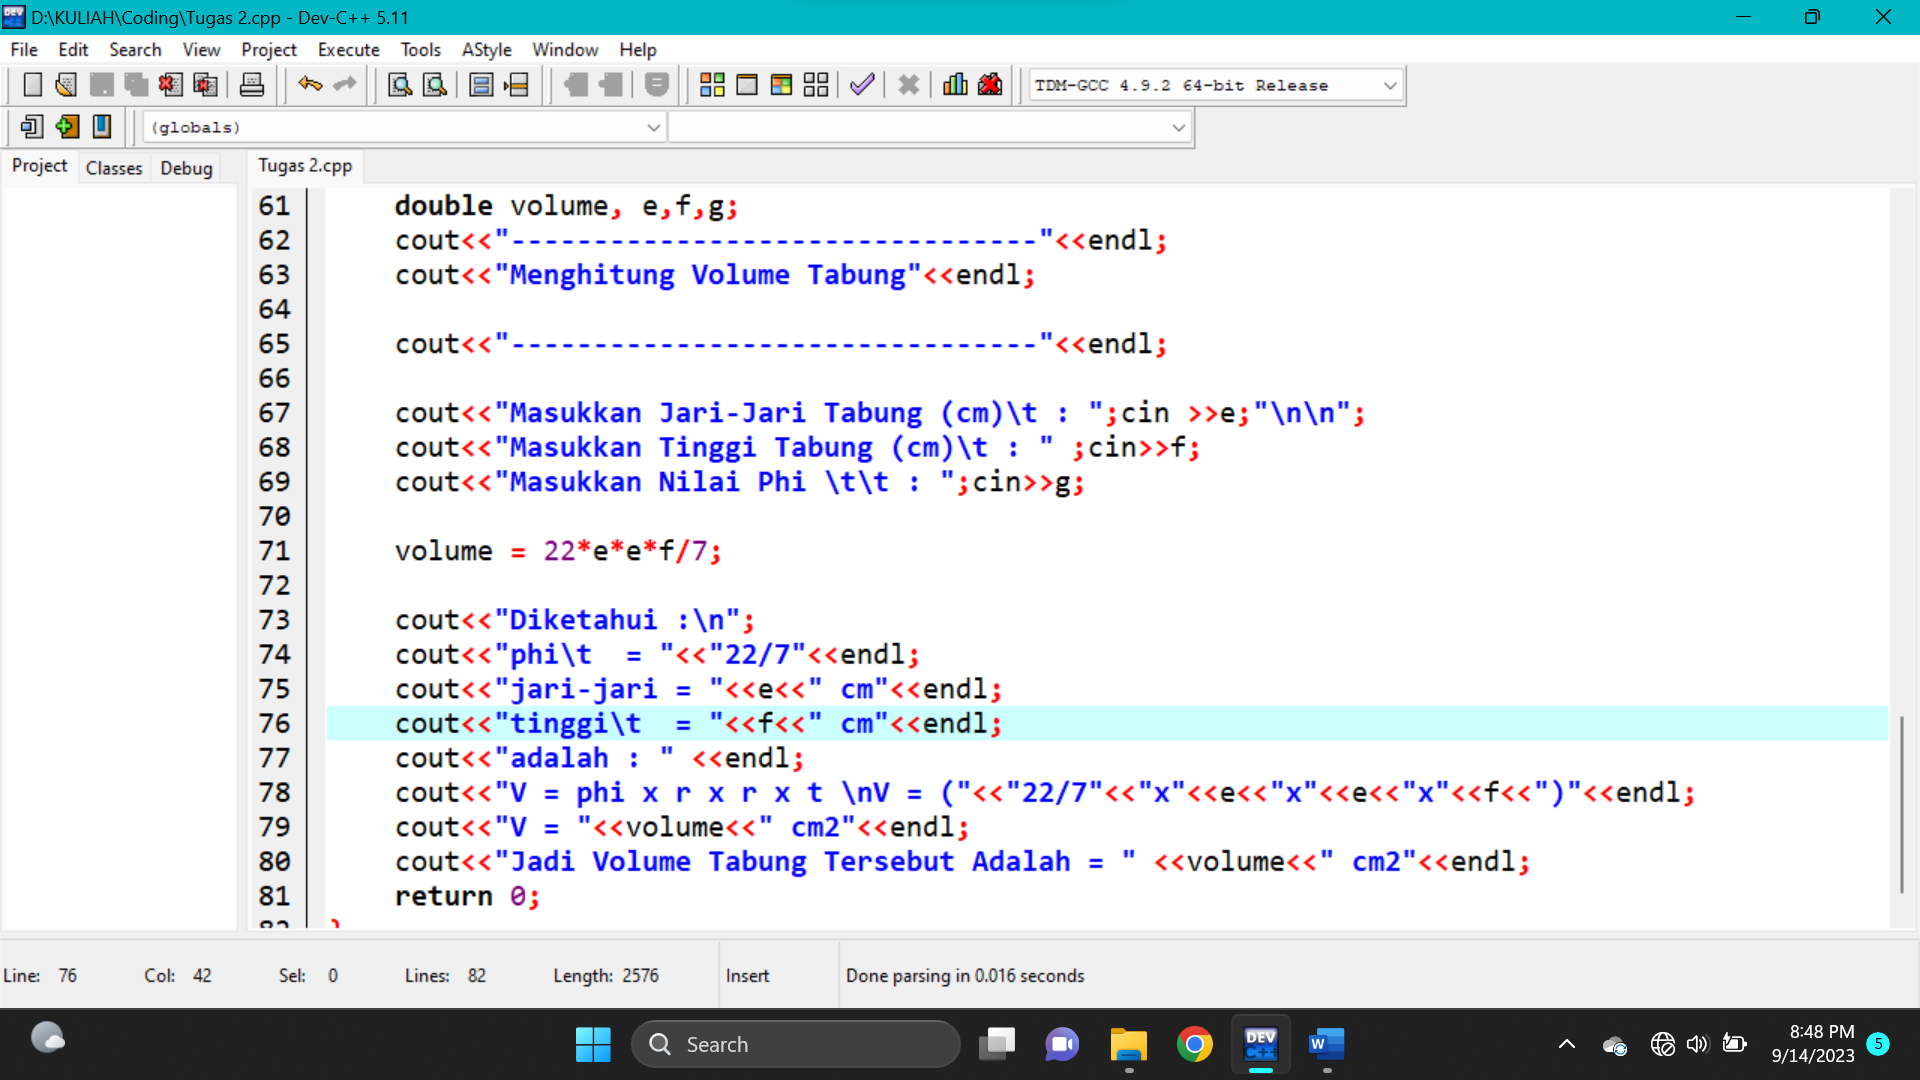 D:\KULIAH\Coding\Tugas 2.cpp - Dev-C++ 5.11
File Edit Search View Project Execute Tools AStyle Window Help
TDM-GCC 4.9.2 64-bit Release
(globals)
Project Classes Debug Tugas 2.cpp
61 double volume, e,f,g;
62 cout<<"--------------------------------"<<endl;
63 cout<<"Menghitung Volume Tabung"<<endl;
64
65 cout<<"--------------------------------"<<endl;
66
67 cout<<"Masukkan Jari-Jari Tabung (cm)\t : ";cin >>e;"\n\n";
68 cout<<"Masukkan Tinggi Tabung (cm)\t : " ;cin>>f;
69 cout<<"Masukkan Nilai Phi \t\t : ";cin>>g;
70
71 volume = 22*e*e*f/7;
72
73 cout<<"Diketahui :\n";
74 cout<<"phi\t  = "<<"22/7"<<endl;
75 cout<<"jari-jari = "<<e<<" cm"<<endl;
76 cout<<"tinggi\t  = "<<f<<" cm"<<endl;
77 cout<<"adalah : " <<endl;
78 cout<<"V = phi x r x r x t \nV = ("<<"22/7"<<"x"<<e<<"x"<<e<<"x"<<f<<")"<<endl;
79 cout<<"V = "<<volume<<" cm2"<<endl;
80 cout<<"Jadi Volume Tabung Tersebut Adalah = " <<volume<<" cm2"<<endl;
81 return 0;
82 }
Line: 76 Col: 42 Sel: 0 Lines: 82 Length: 2576 Insert Done parsing in 0.016 seconds
Search
DEV C++
W
8:48 PM
9/14/2023
5